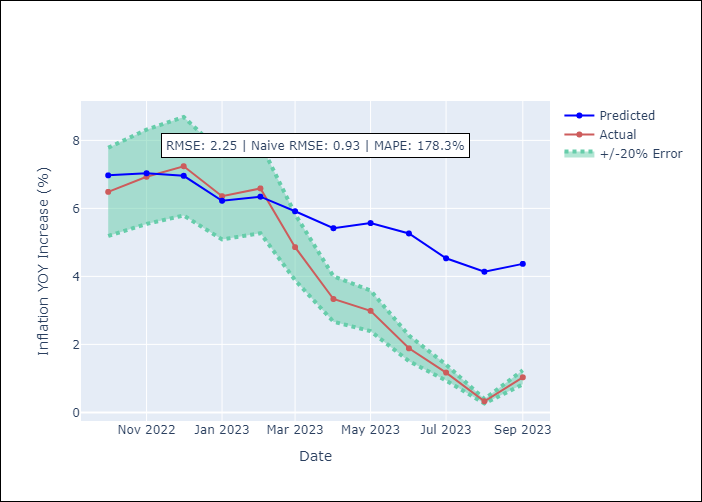 Predicted
Actual
+/-20% Error
RMSE: 2.25 | Naive RMSE: 0.93 | MAPE: 178.3%
8
6
4
2
0
Inflation YOY Increase (%)
Nov 2022
Jan 2023
Mar 2023
May 2023
Jul 2023
Sep 2023
Date